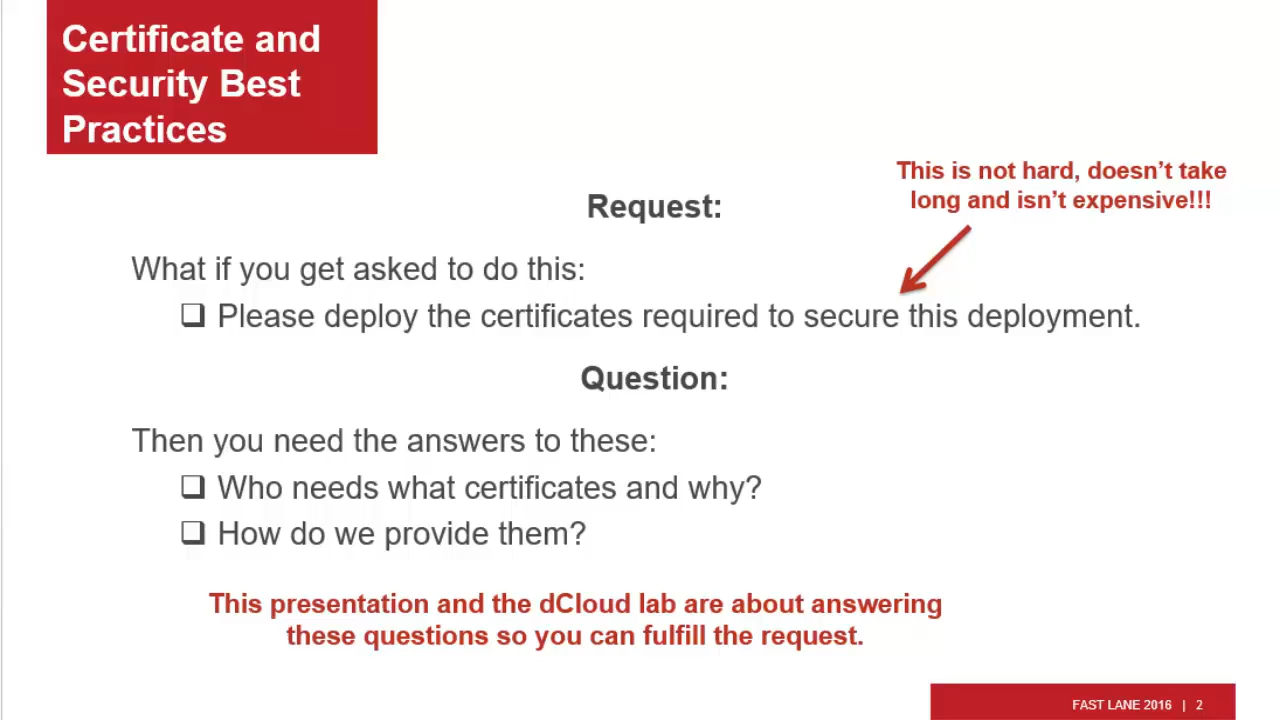 Certificate and
Security Best
Practices
This is not hard, doesn’t take
long and isn’t expensive!!!
Request:
What if you get asked to do this:
❑ Please deploy the certificates required to secure this deployment.
Question:
Then you need the answers to these:
❑ Who needs what certificates and why?
❑ How do we provide them?
This presentation and the dCloud lab are about answering
these questions so you can fulfill the request.
FAST LANE 2016 | 2